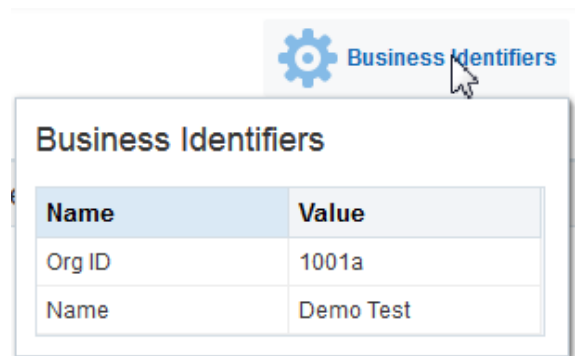 Business Identifiers
Business Identifiers
Name Value
Org ID 1001a
Name Demo Test